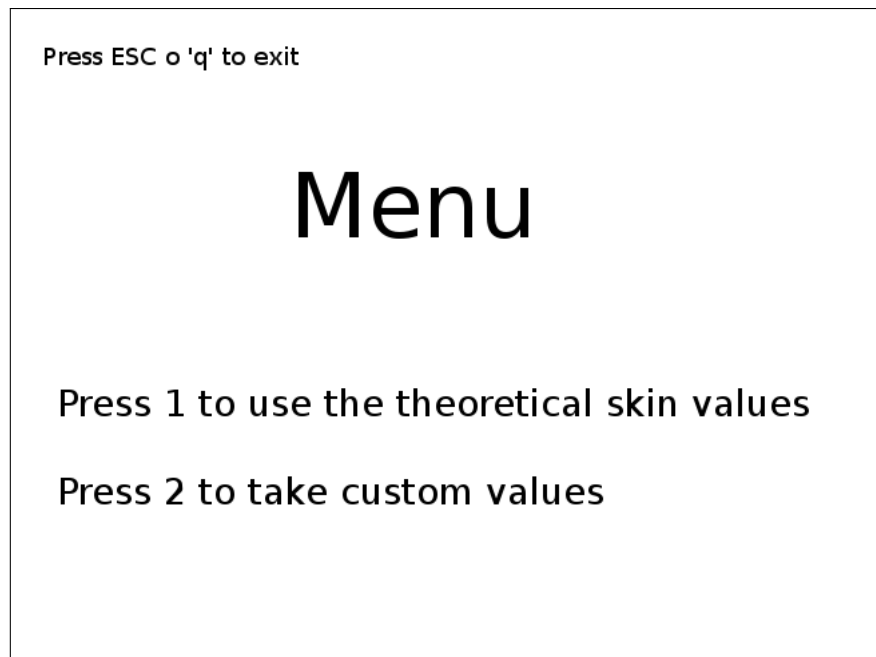 Press ESC o 'q' to exit
Menu
Press 1 to use the theoretical skin values
Press 2 to take custom values